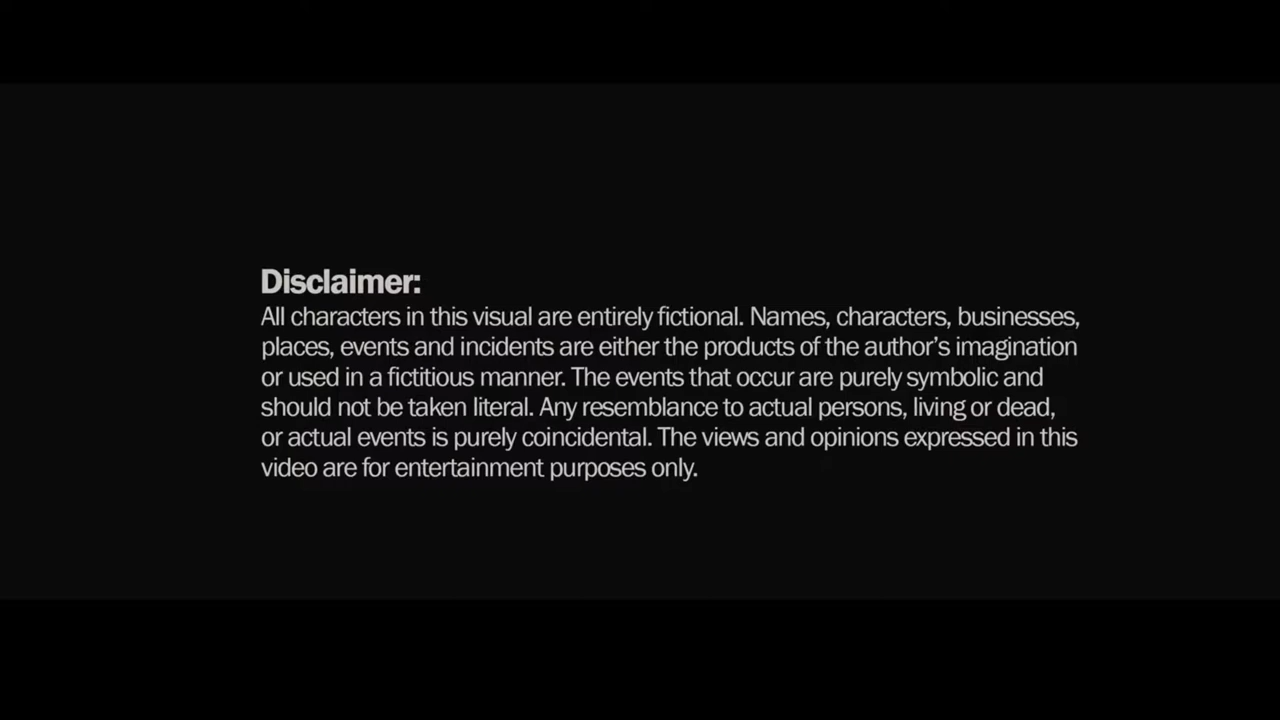 Disclaimer:
All characters in this visual are entirely fictional. Names, characters, businesses,
places, events and incidents are either the products of the author’s imagination
or used in a fictitious manner. The events that occur are purely symbolic and
should not be taken literal. Any resemblance to actual persons, living or dead,
or actual events is purely coincidental. The views and opinions expressed in this
video are for entertainment purposes only.